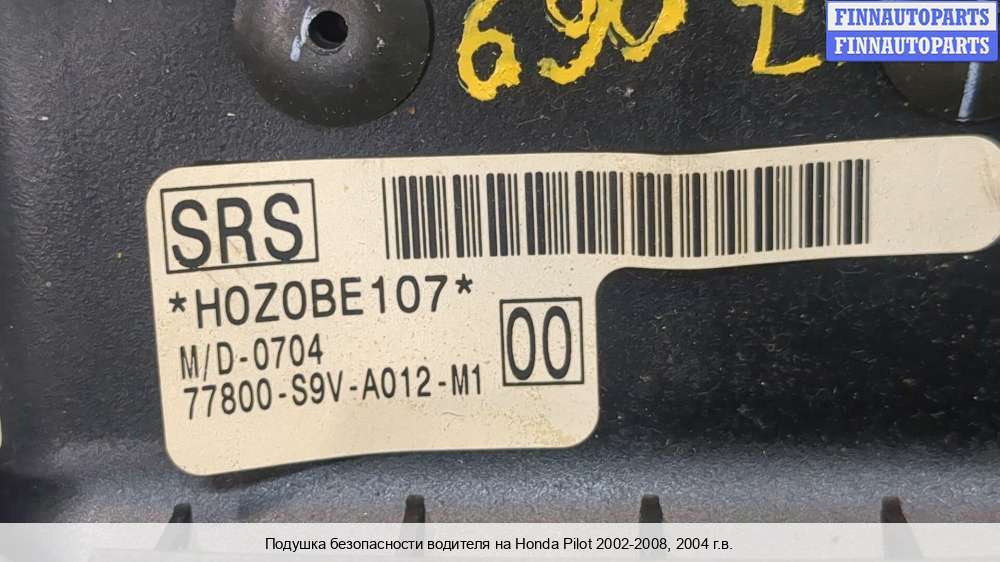 690
FINNAUTOPARTS
FINNAUTOPARTS
SRS
*HOZOBE107*
M/D-0704
77800-S9V-A012-M1
00
Подушка безопасности водителя на Honda Pilot 2002-2008, 2004 г.в.